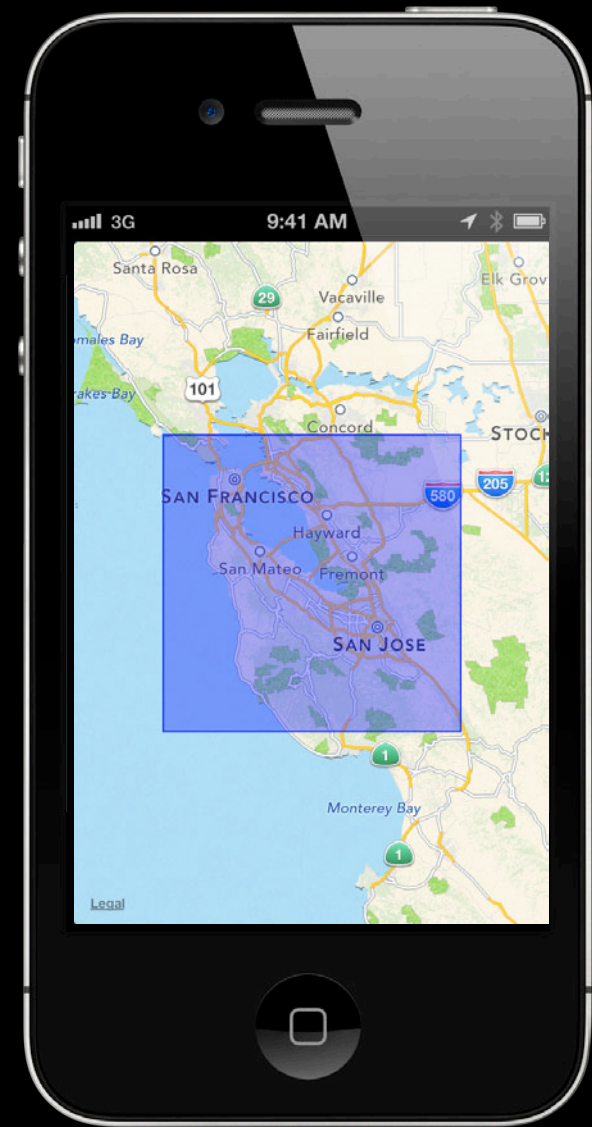 3G 9:41 AM
Santa Rosa
Elk Grov
29
Vacaville
Fairfield
omales Bay
rakes Bay
101
Concord
STOCK
205
580
SAN FRANCISCO
Hayward
San Mateo
Fremont
SAN JOSE
1
Monterey Bay
1
Legal